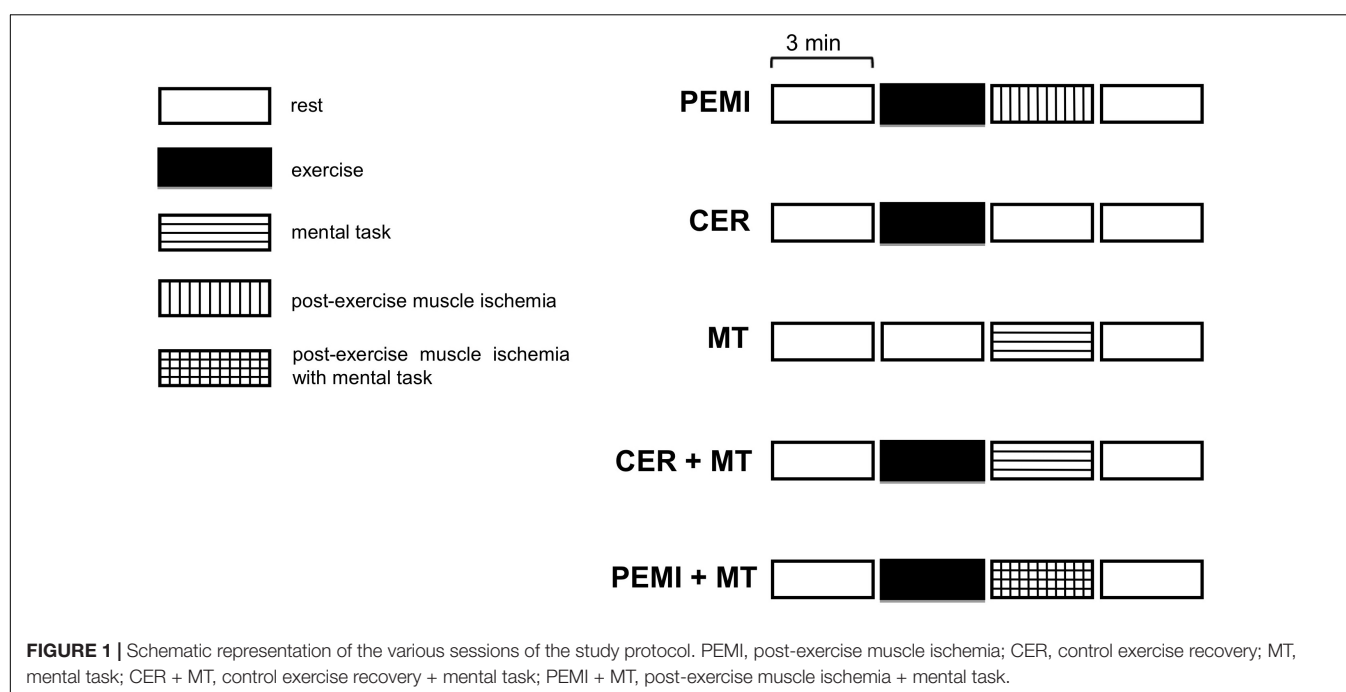 3 min
rest
exercise
mental task
post-exercise muscle ischemia
post-exercise muscle ischemia
with mental task
PEMI
CER
MT
CER + MT
PEMI + MT
FIGURE 1 | Schematic representation of the various sessions of the study protocol. PEMI, post-exercise muscle ischemia; CER, control exercise recovery; MT,
mental task; CER + MT, control exercise recovery + mental task; PEMI + MT, post-exercise muscle ischemia + mental task.